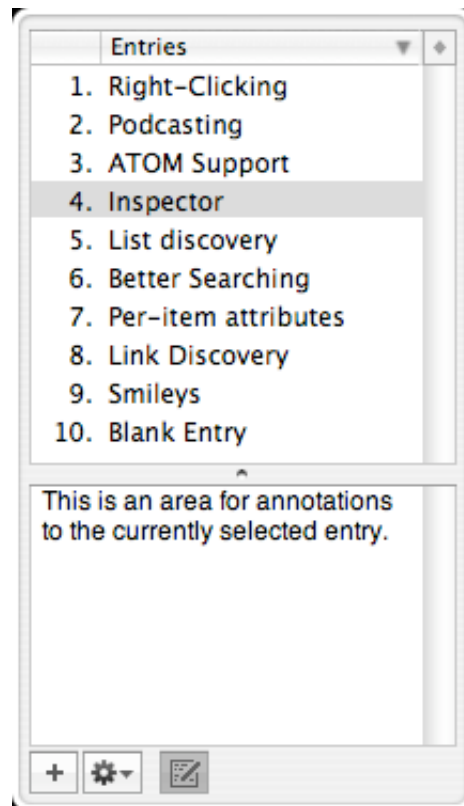 Entries
1. Right-Clicking
2. Podcasting
3. ATOM Support
4. Inspector
5. List discovery
6. Better Searching
7. Per-item attributes
8. Link Discovery
9. Smileys
10. Blank Entry
This is an area for annotations
to the currently selected entry.